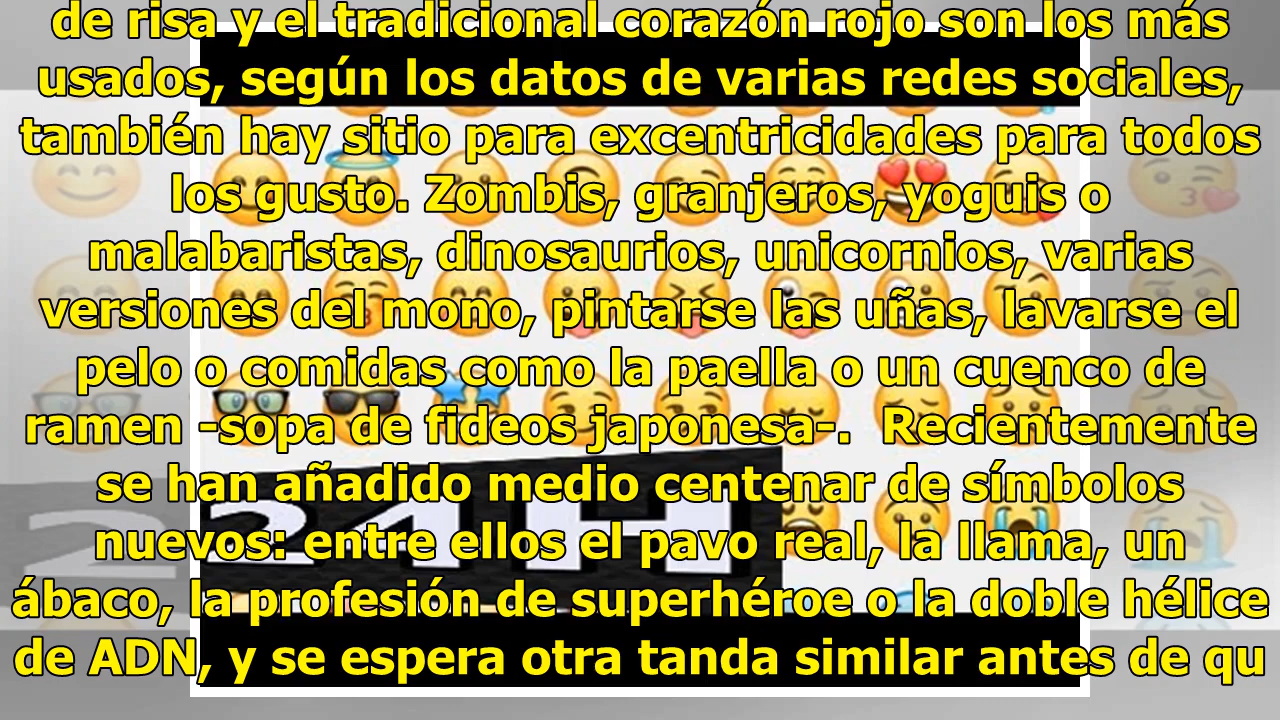 de risa y el tradicional corazón rojo son los más
usados, según los datos de varias redes sociales,
también hay sitio para excentricidades para todos
los gusto. Zombis, granjeros, yoguis o
malabaristas, dinosaurios, unicornios, varias
versiones del mono, pintarse las uñas, lavarse el
pelo o comidas como la paella o un cuenco de
ramen -sopa de fideos japonesa-.  Recientemente
se han añadido medio centenar de símbolos
24H
nuevos: entre ellos el pavo real, la llama, un
ábaco, la profesión de superhéroe o la doble hélice
de ADN, y se espera otra tanda similar antes de qu